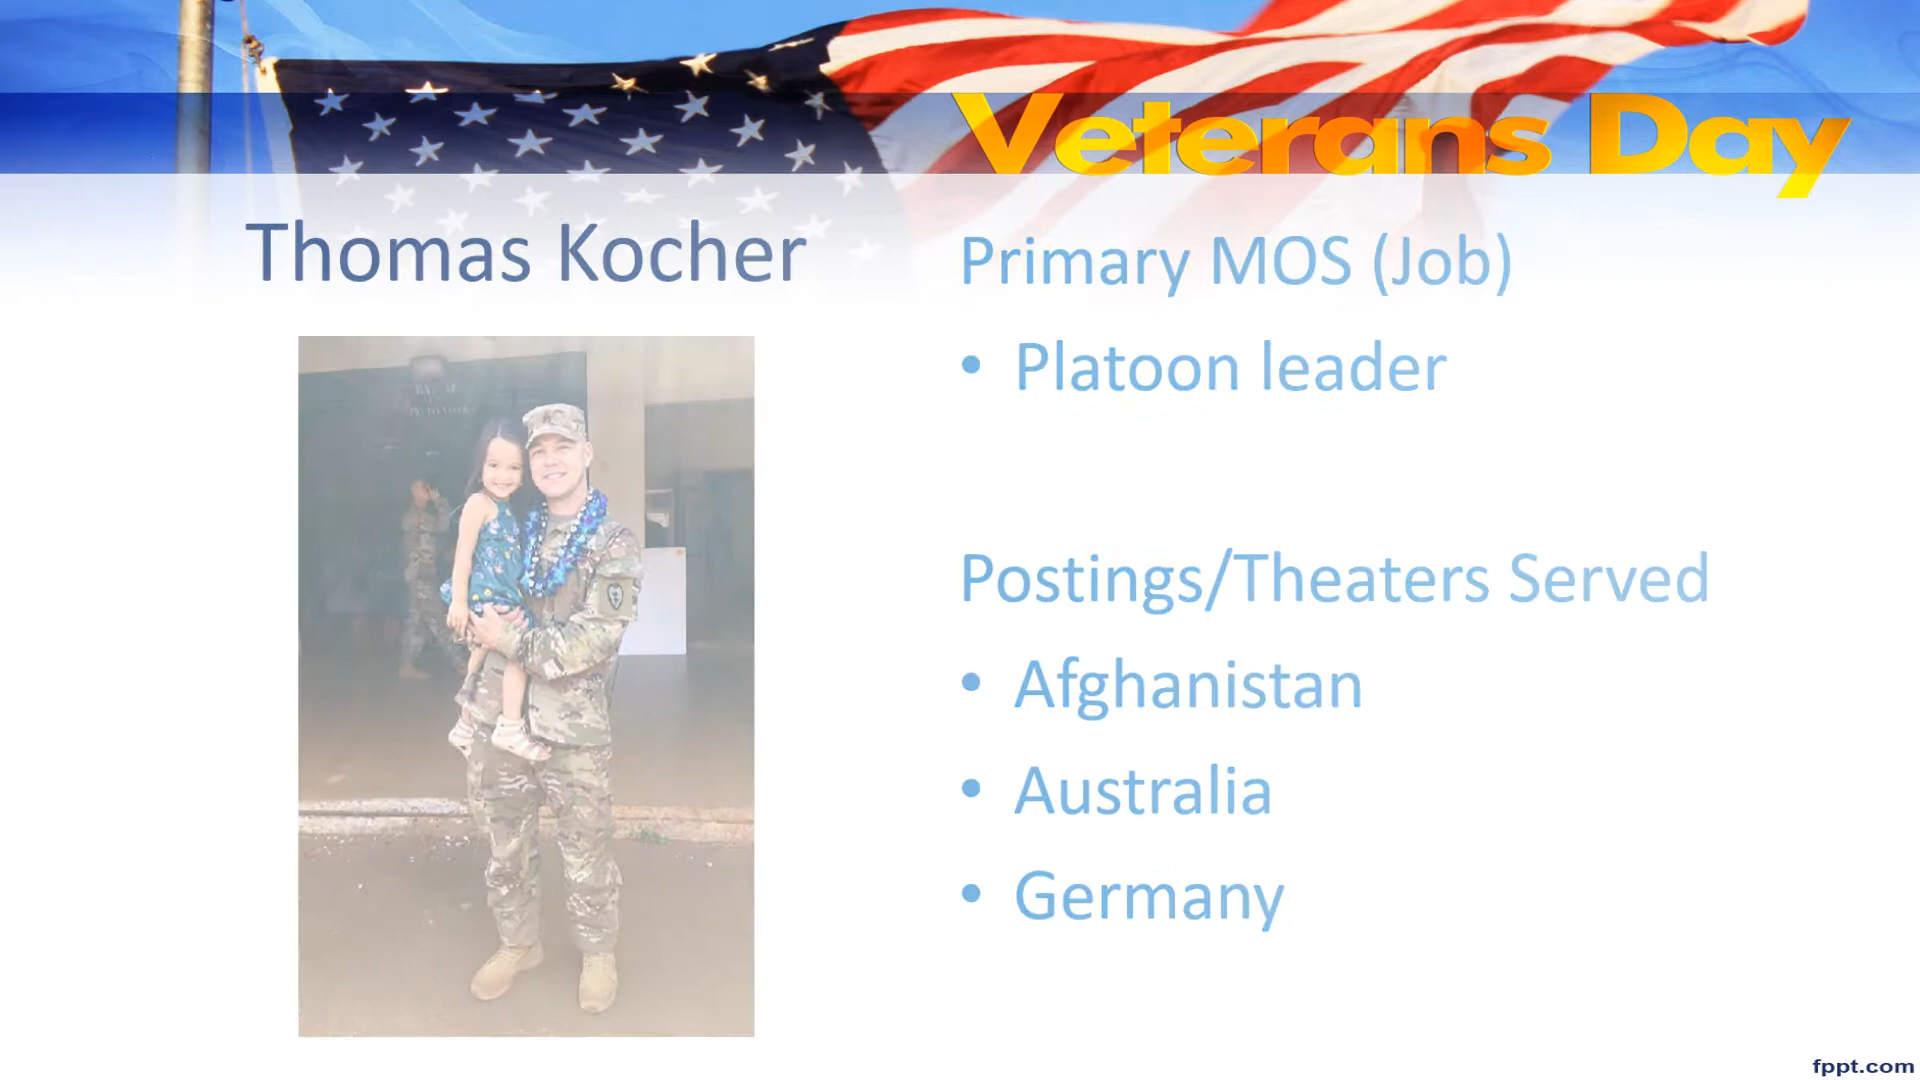 Veterans Day
Thomas Kocher
Primary MOS (Job)
• Platoon leader
Postings/Theaters Served
• Afghanistan
• Australia
• Germany
fppt.com